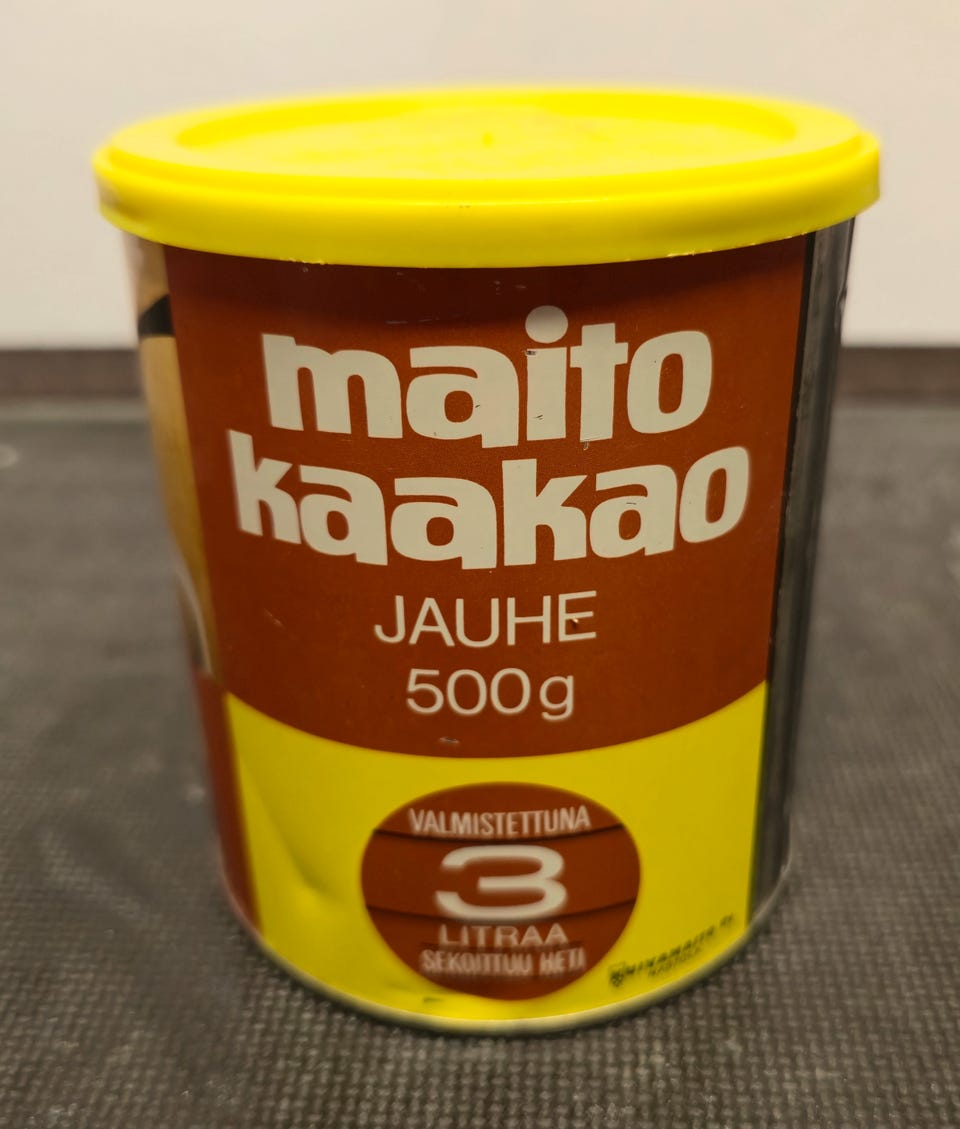 maito
kaakao
JAUHE
500g
VALMISTETTUNA
3
LITRAA
SEKOITTUU HETI